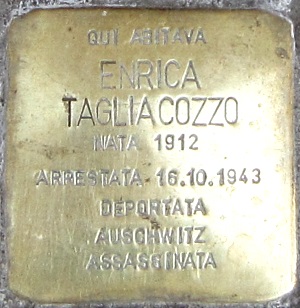 QUI ABITAVA
ENRICA
TAGLIACOZZO
NATA 1912
ARRESTATA 16.10.1943
DEPORTATA
AUSCHWITZ
ASSASSINATA